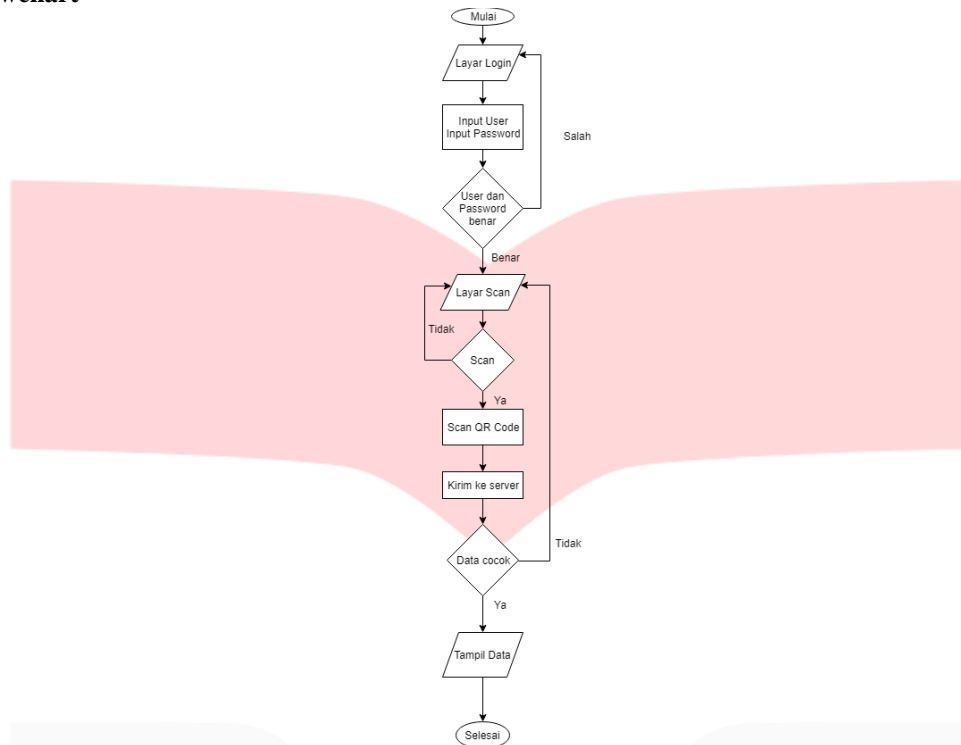 Mulai
Layar Login
Input User
Input Password
Salah
User dan
Password
benar
Benar
Layar Scan
Tidak
Scan
Ya
Scan QR Code
Kirim ke server
Tidak
Data cocok
Ya
Tampil Data
Selesai